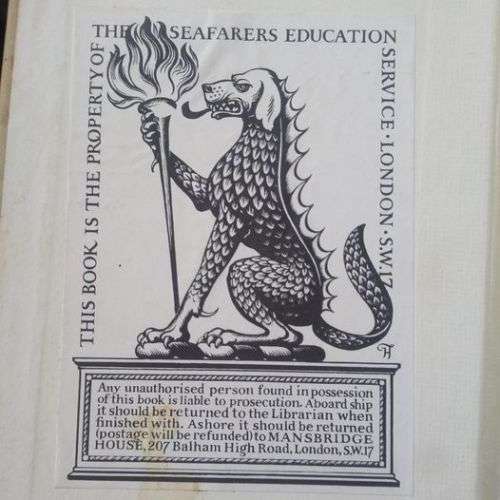 THIS BOOK IS THE PROPERTY OF
THE SEAFARERS EDUCATION
SERVICE · LONDON · S.W.17
Any unauthorised person found in possession
of this book is liable to prosecution. Aboard ship
it should be returned to the Librarian when
finished with. Ashore it should be returned
(postage will be refunded) to MANSBRIDGE
HOUSE, 207 Balham High Road, London, S.W.17